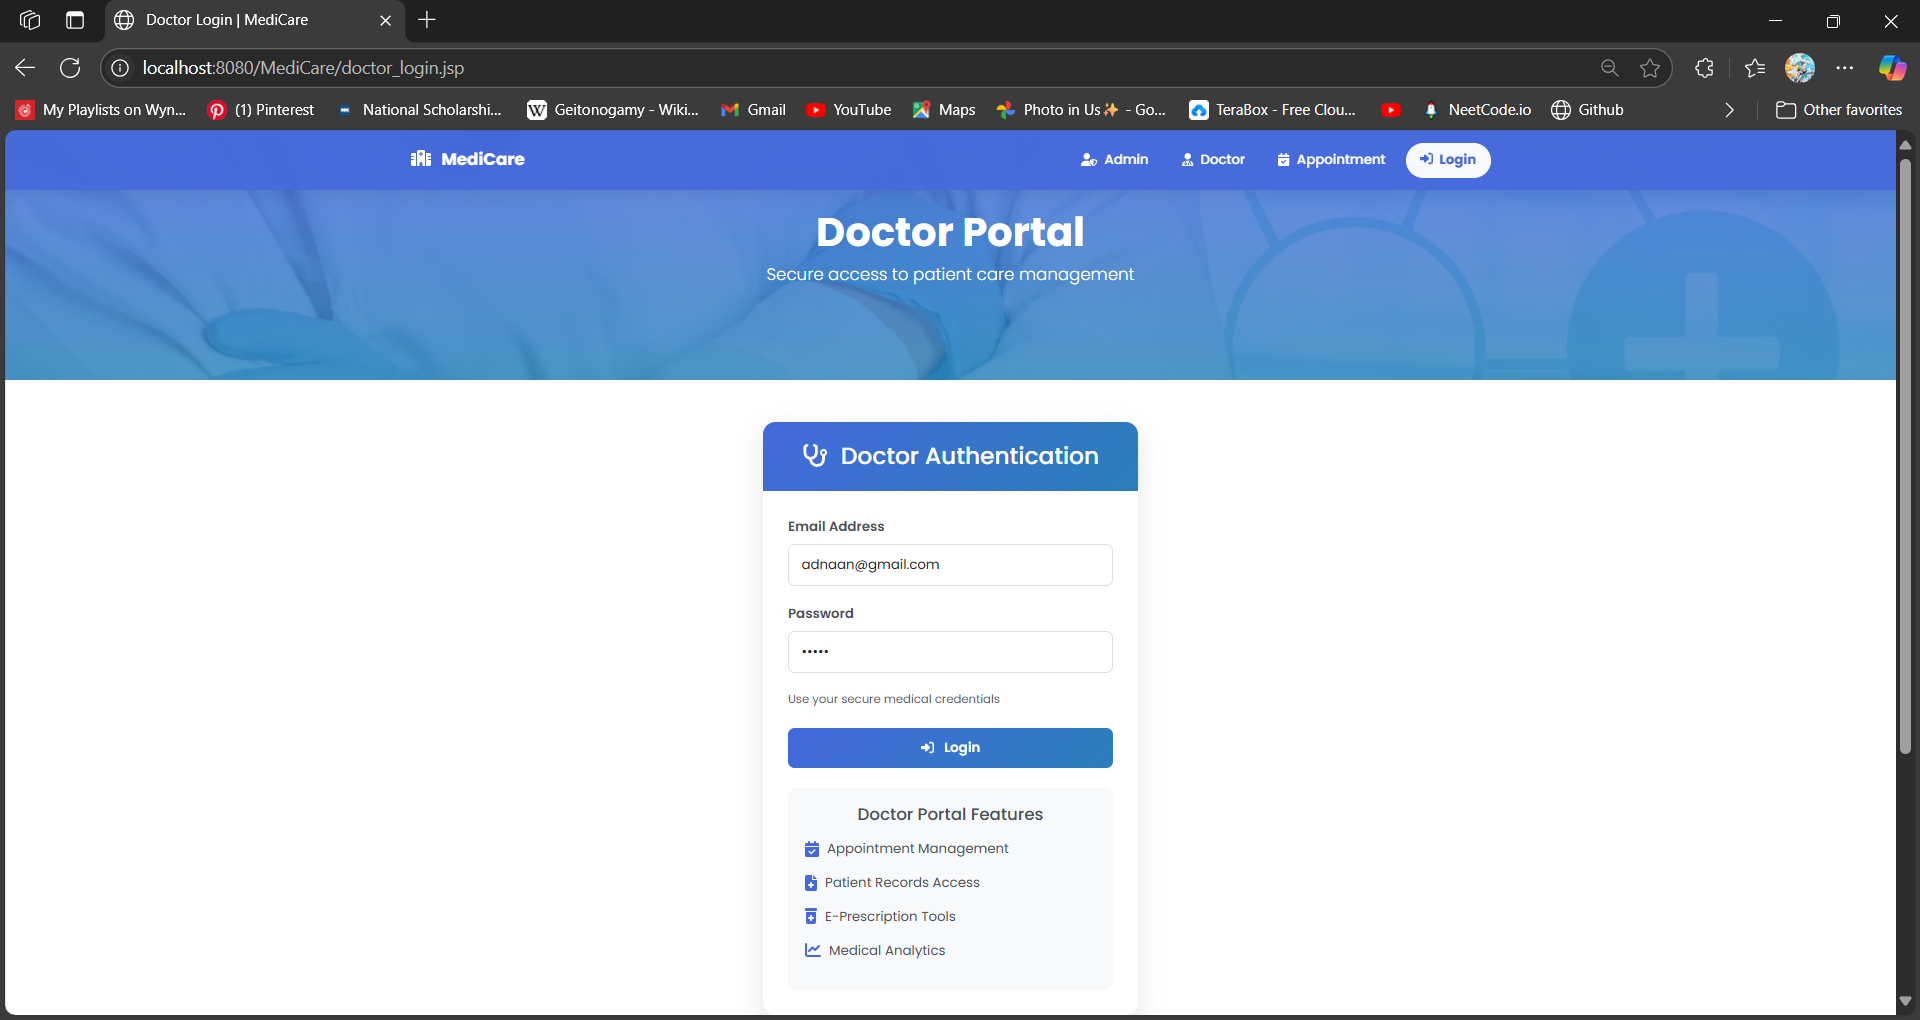 Doctor Login | MediCare
localhost:8080/MediCare/doctor_login.jsp
My Playlists on Wyn... (1) Pinterest National Scholarshi... W Geitonogamy - Wiki... Gmail YouTube Maps Photo in Us✨ - Go... TeraBox - Free Clou... NeetCode.io Github Other favorites
MediCare Admin Doctor Appointment Login
Doctor Portal
Secure access to patient care management
Doctor Authentication
Email Address
adnaan@gmail.com
Password
•••••
Use your secure medical credentials
Login
Doctor Portal Features
Appointment Management
Patient Records Access
E-Prescription Tools
Medical Analytics